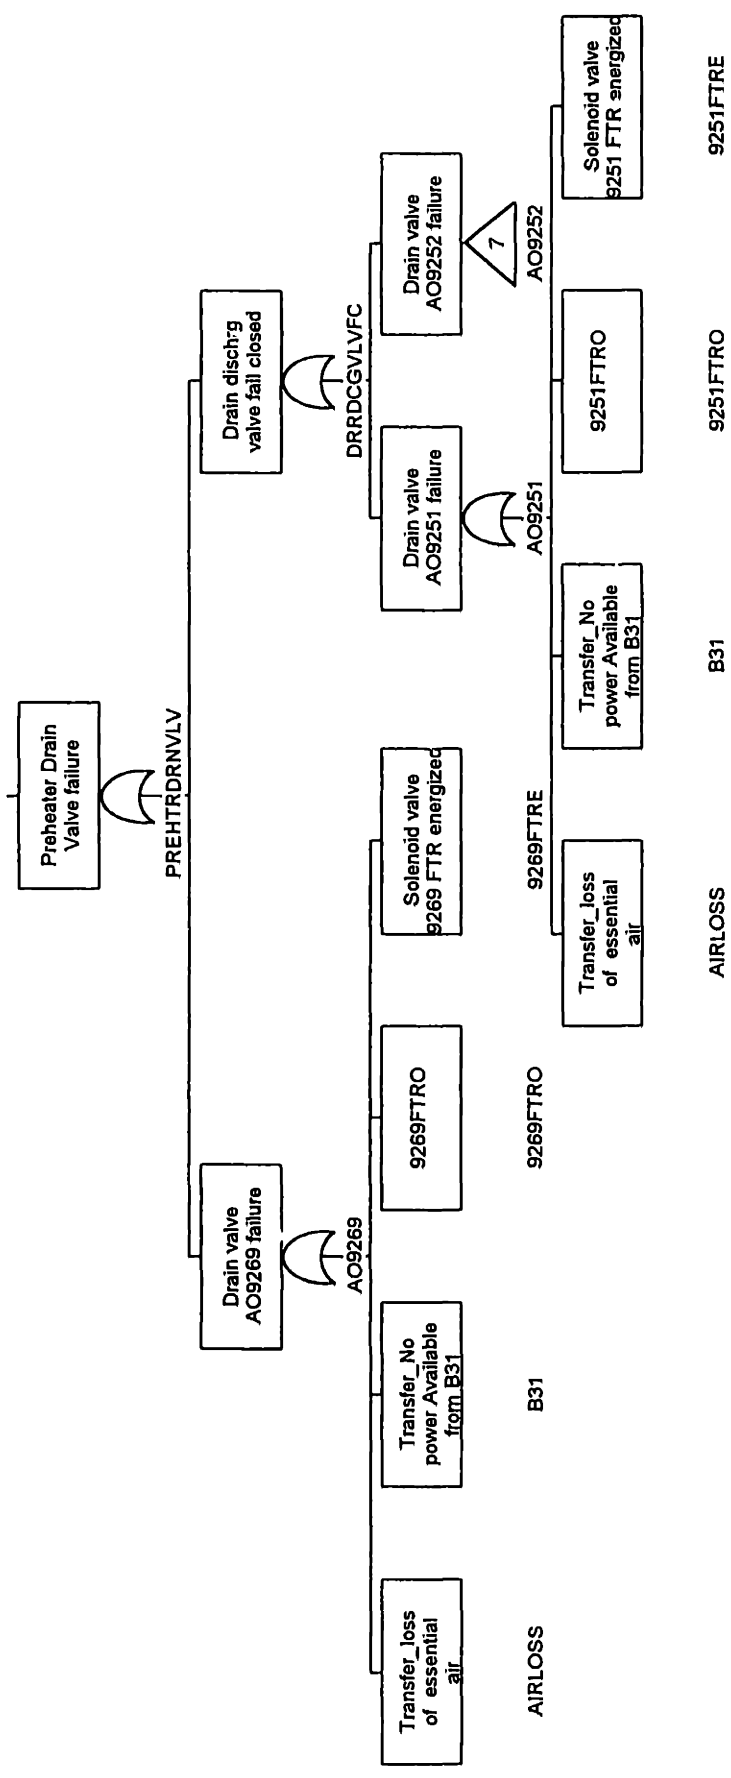 Preheater Drain
Valve failure
PREHTRDRNVLV
Drain valve
AO9269 failure
AO9269
Drain dischrg
valve fail closed
DRRDCGVLVFC
Transfer_loss
of essential
air
AIRLOSS
Transfer_No
power Available
from B31
B31
9269FTRO
9269FTRO
Solenoid valve
9269 FTR energized
9269FTRE
Drain valve
AO9251 failure
AO9251
Drain valve
AO9252 failure
7
AO9252
Transfer_loss
of essential
air
AIRLOSS
Transfer_No
power Available
from B31
B31
9251FTRO
9251FTRO
Solenoid valve
9251 FTR energized
9251FTRE